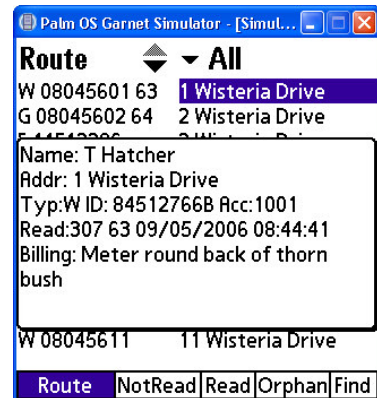 Palm OS Garnet Simulator - [Simul...
Route All
W 08045601 63 1 Wisteria Drive
G 08045602 64 2 Wisteria Drive
Name: T Hatcher
Addr: 1 Wisteria Drive
Typ:W ID: 84512766B Acc:1001
Read:307 63 09/05/2006 08:44:41
Billing: Meter round back of thorn
bush
W 08045611 11 Wisteria Drive
Route NotRead Read Orphan Find